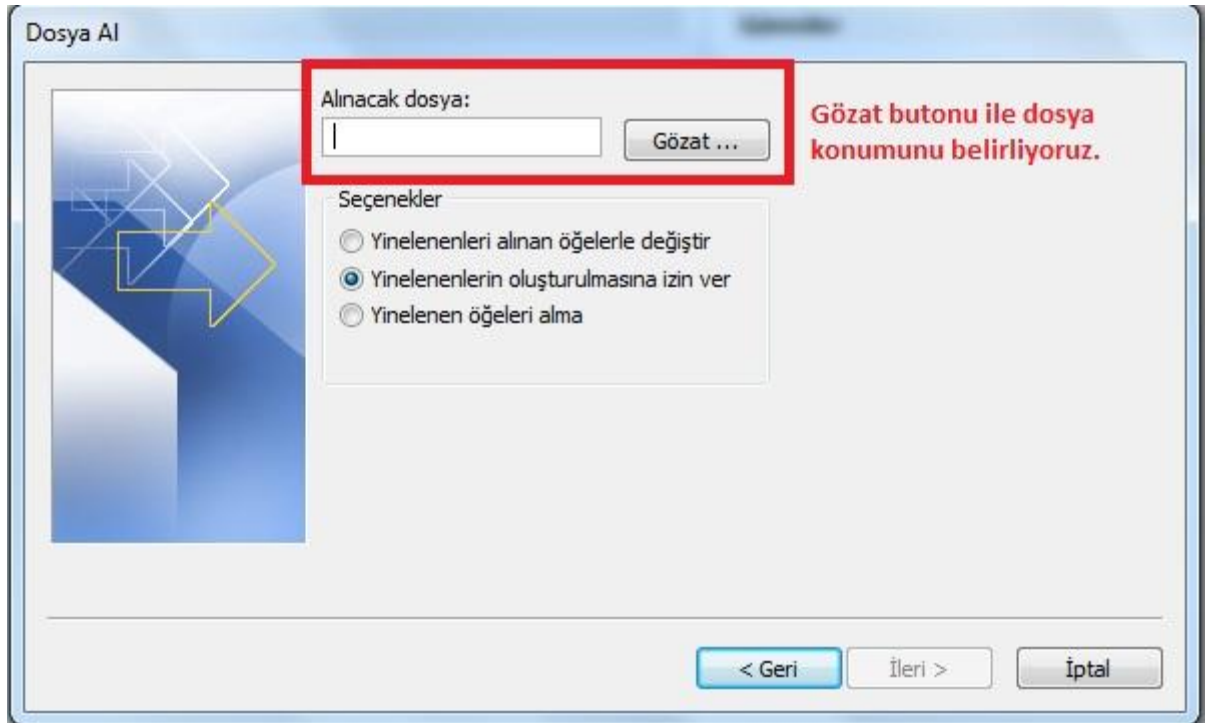 Dosya Al
Alınacak dosya:
Gözat ...
Gözat butonu ile dosya
konumunu belirliyoruz.
Seçenekler
Yinelenenleri alınan öğelerle değiştir
Yinelenenlerin oluşturulmasına izin ver
Yinelenen öğeleri alma
< Geri
İleri >
İptal